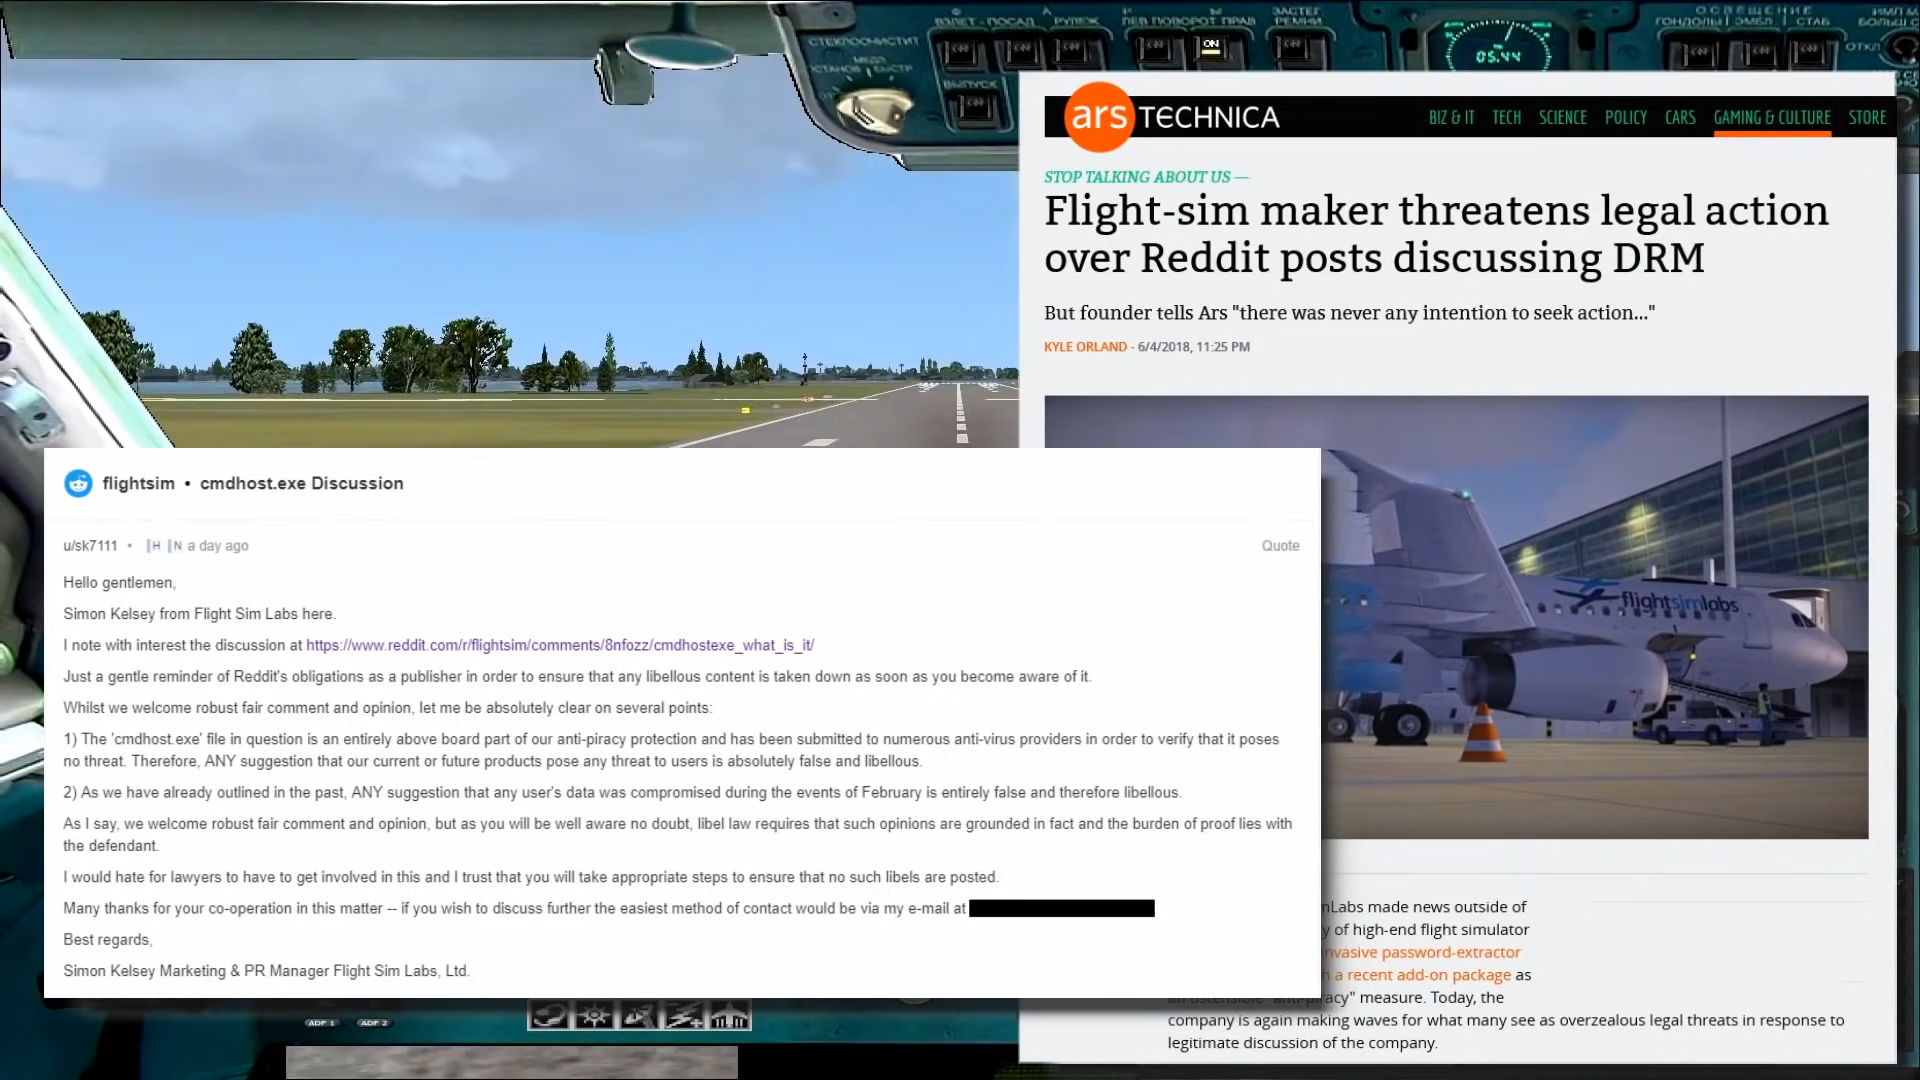 ВЗЛЕТ - ПОСАД РУЛЕЖ
ЛЕВ ПОВОРОТ ПРАВ
ЗАСТЕГ
РЕМНИ
ОСВЕЩЕНИЕ
ГОНДОЛЫ ЭМБЛ СТАБ
СТЕКЛООЧИСТИТ
ВЫПУСК
ON
05.44
ОТКЛ
ars TECHNICA
BIZ & IT TECH SCIENCE POLICY CARS GAMING & CULTURE STORE
STOP TALKING ABOUT US —
Flight-sim maker threatens legal action
over Reddit posts discussing DRM
But founder tells Ars "there was never any intention to seek action..."
KYLE ORLAND - 6/4/2018, 11:25 PM
flightsimlabs
flightsim • cmdhost.exe Discussion
u/sk7111 • H N a day ago
Quote
Hello gentlemen,
Simon Kelsey from Flight Sim Labs here.
I note with interest the discussion at https://www.reddit.com/r/flightsim/comments/8nfozz/cmdhostexe_what_is_it/
Just a gentle reminder of Reddit's obligations as a publisher in order to ensure that any libellous content is taken down as soon as you become aware of it.
Whilst we welcome robust fair comment and opinion, let me be absolutely clear on several points:
1) The 'cmdhost.exe' file in question is an entirely above board part of our anti-piracy protection and has been submitted to numerous anti-virus providers in order to verify that it poses
no threat. Therefore, ANY suggestion that our current or future products pose any threat to users is absolutely false and libellous.
2) As we have already outlined in the past, ANY suggestion that any user's data was compromised during the events of February is entirely false and therefore libellous.
As I say, we welcome robust fair comment and opinion, but as you will be well aware no doubt, libel law requires that such opinions are grounded in fact and the burden of proof lies with
the defendant.
I would hate for lawyers to have to get involved in this and I trust that you will take appropriate steps to ensure that no such libels are posted.
Many thanks for your co-operation in this matter -- if you wish to discuss further the easiest method of contact would be via my e-mail at
Best regards,
Simon Kelsey Marketing & PR Manager Flight Sim Labs, Ltd.
mLabs made news outside of
y of high-end flight simulator
nvasive password-extractor
h a recent add-on package as
an ostensible "anti-piracy" measure. Today, the
company is again making waves for what many see as overzealous legal threats in response to
legitimate discussion of the company.
ADF 1 ADF 2